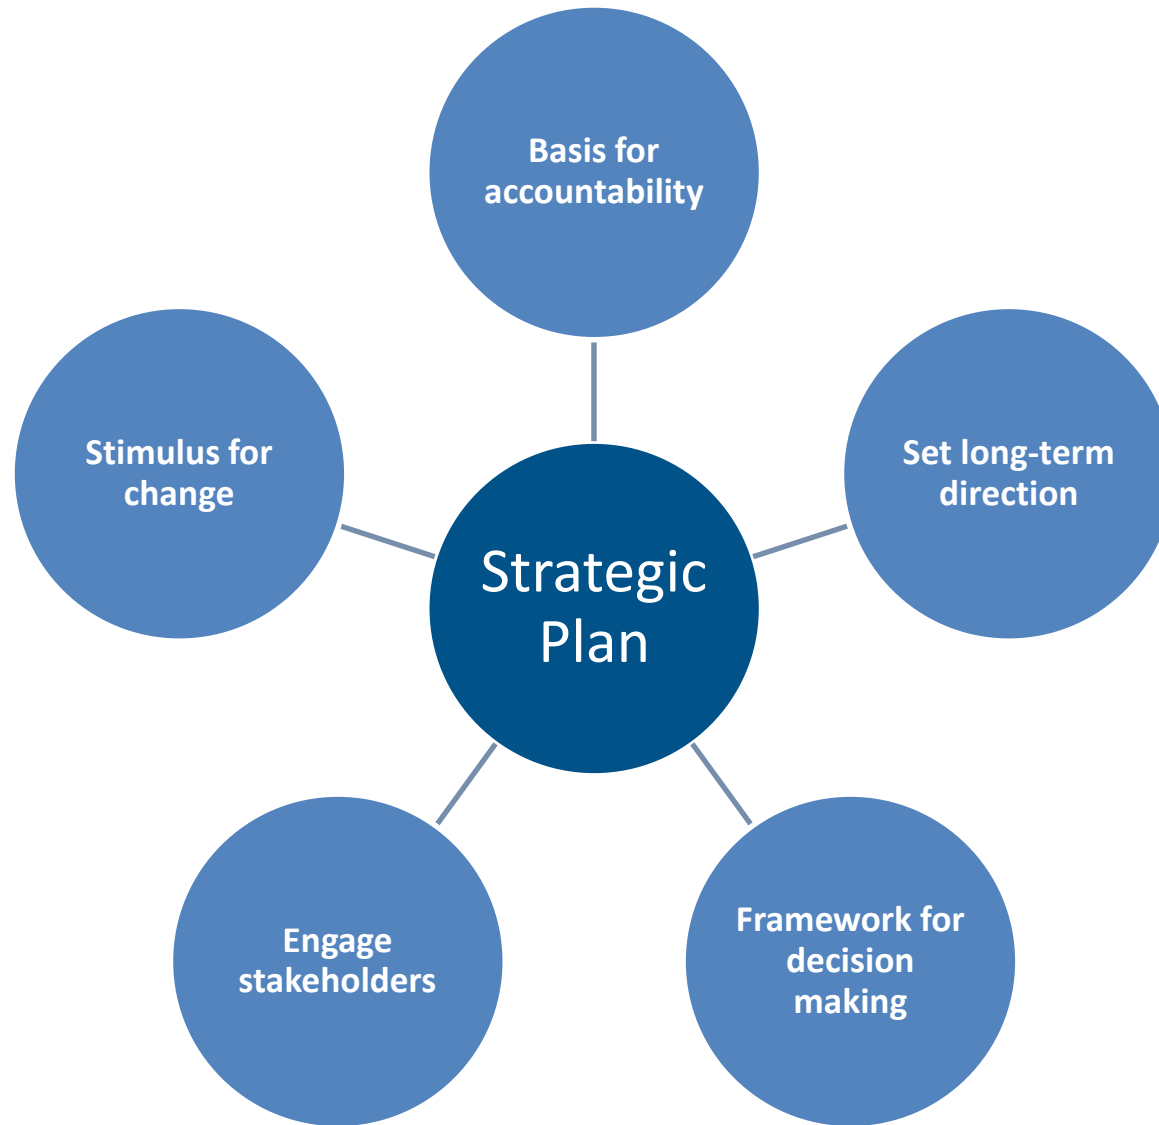 Basis for
accountability
Stimulus for
change
Set long-term
direction
Strategic
Plan
Engage
stakeholders
Framework for
decision
making